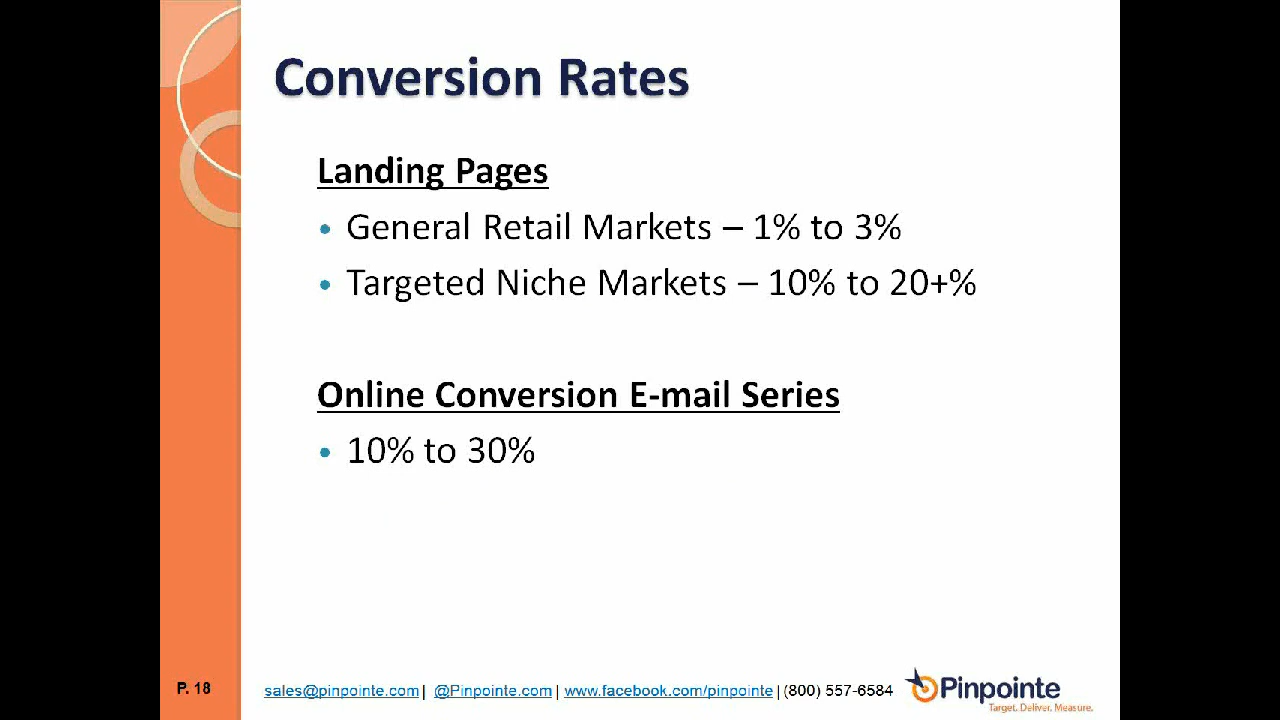 Conversion Rates
Landing Pages
• General Retail Markets – 1% to 3%
• Targeted Niche Markets – 10% to 20+%
Online Conversion E-mail Series
• 10% to 30%
P. 18
sales@pinpointe.com | @Pinpointe.com | www.facebook.com/pinpointe | (800) 557-6584
Pinpointe
Target. Deliver. Measure.